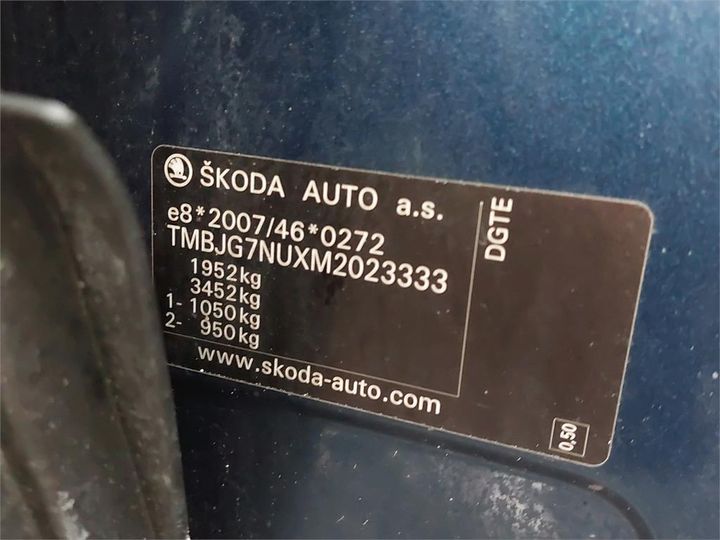 ŠKODA AUTO a.s.
e8*2007/46*0272
TMBJG7NUXM2023333
1952kg
3452kg
1- 1050kg
2- 950kg
www.skoda-auto.com
DGTE
0,50